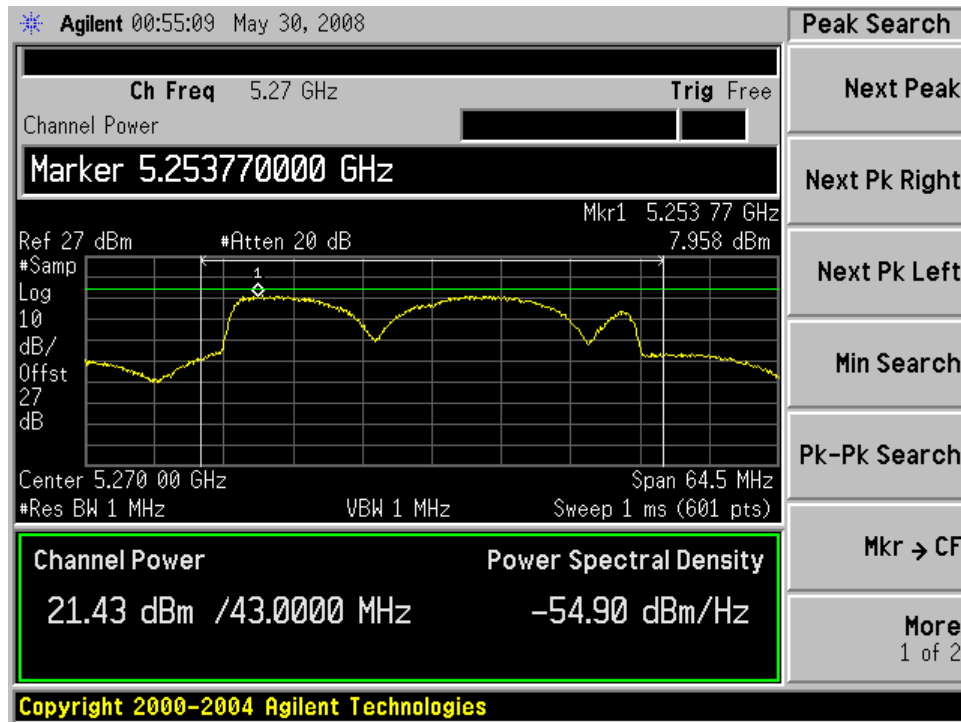 Agilent 00:55:09 May 30, 2008
Peak Search
Ch Freq 5.27 GHz Trig Free
Channel Power
Marker 5.253770000 GHz
Mkr1 5.253 77 GHz
Ref 27 dBm #Atten 20 dB 7.958 dBm
#Samp
Log
10
dB/
Offst
27
dB
1
Center 5.270 00 GHz Span 64.5 MHz
#Res BW 1 MHz VBW 1 MHz Sweep 1 ms (601 pts)
Channel Power Power Spectral Density
21.43 dBm /43.0000 MHz -54.90 dBm/Hz
Next Peak
Next Pk Right
Next Pk Left
Min Search
Pk-Pk Search
Mkr → CF
More
1 of 2
Copyright 2000-2004 Agilent Technologies